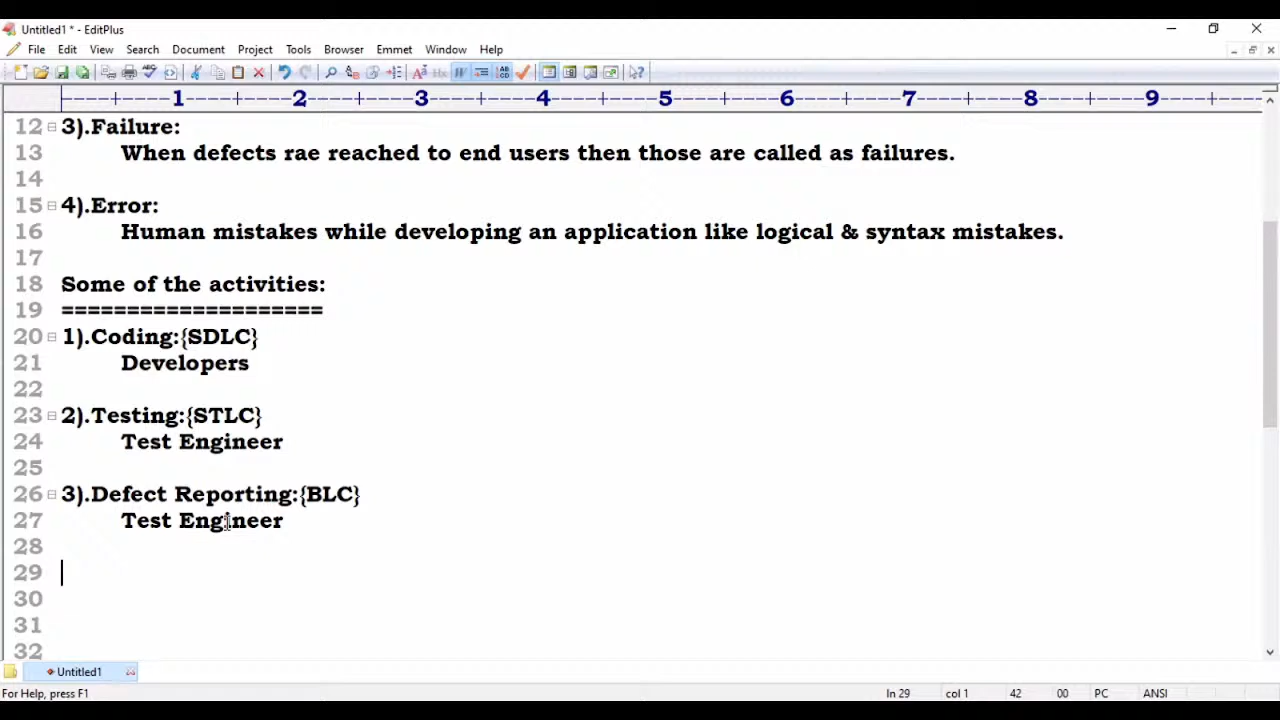 Untitled1 * - EditPlus
File Edit View Search Document Project Tools Browser Emmet Window Help
----+----1----+----2----+----3----+----4----+----5----+----6----+----7----+----8----+----9----+----
12 3).Failure:
13 When defects rae reached to end users then those are called as failures.
14
15 4).Error:
16 Human mistakes while developing an application like logical & syntax mistakes.
17
18 Some of the activities:
19 ====================
20 1).Coding:{SDLC}
21 Developers
22
23 2).Testing:{STLC}
24 Test Engineer
25
26 3).Defect Reporting:{BLC}
27 Test Engineer
28
29
30
31
32
Untitled1
For Help, press F1 ln 29 col 1 42 00 PC ANSI